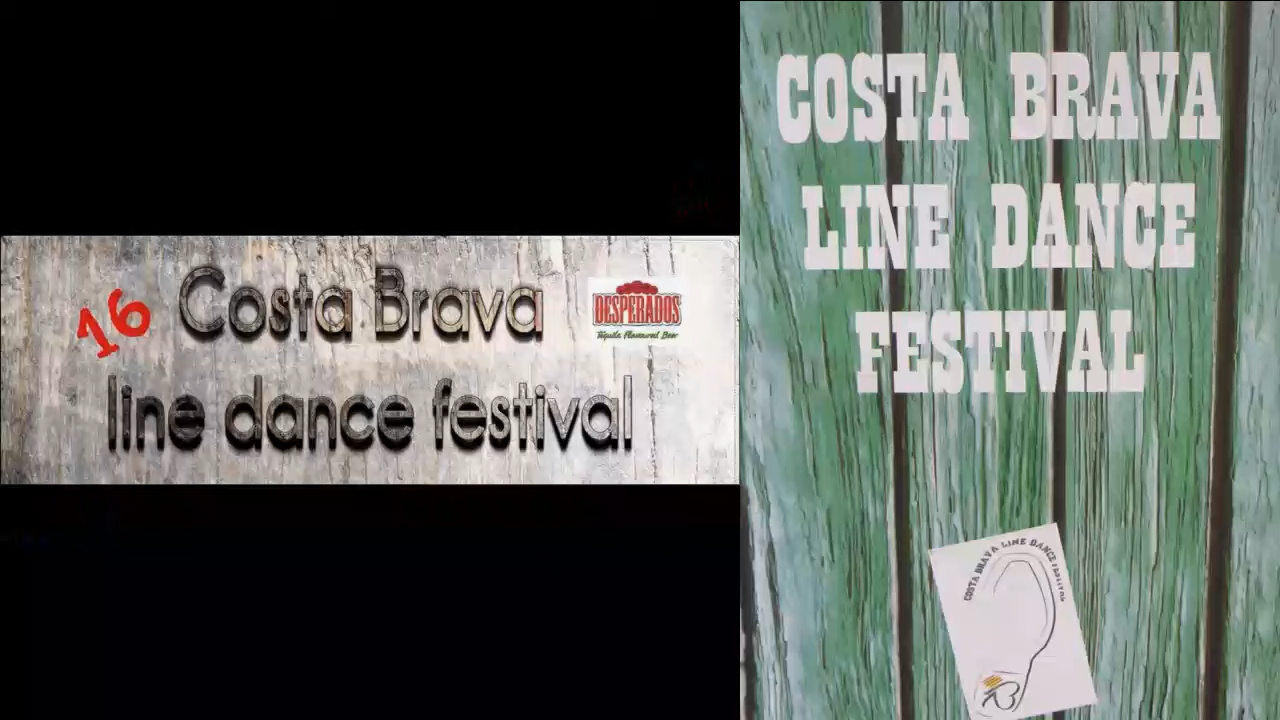 16 Costa Brava
line dance festival
DESPERADOS
Tequila Flavoured Beer
COSTA BRAVA
LINE DANCE
FESTIVAL
COSTA BRAVA LINE DANCE FESTIVAL